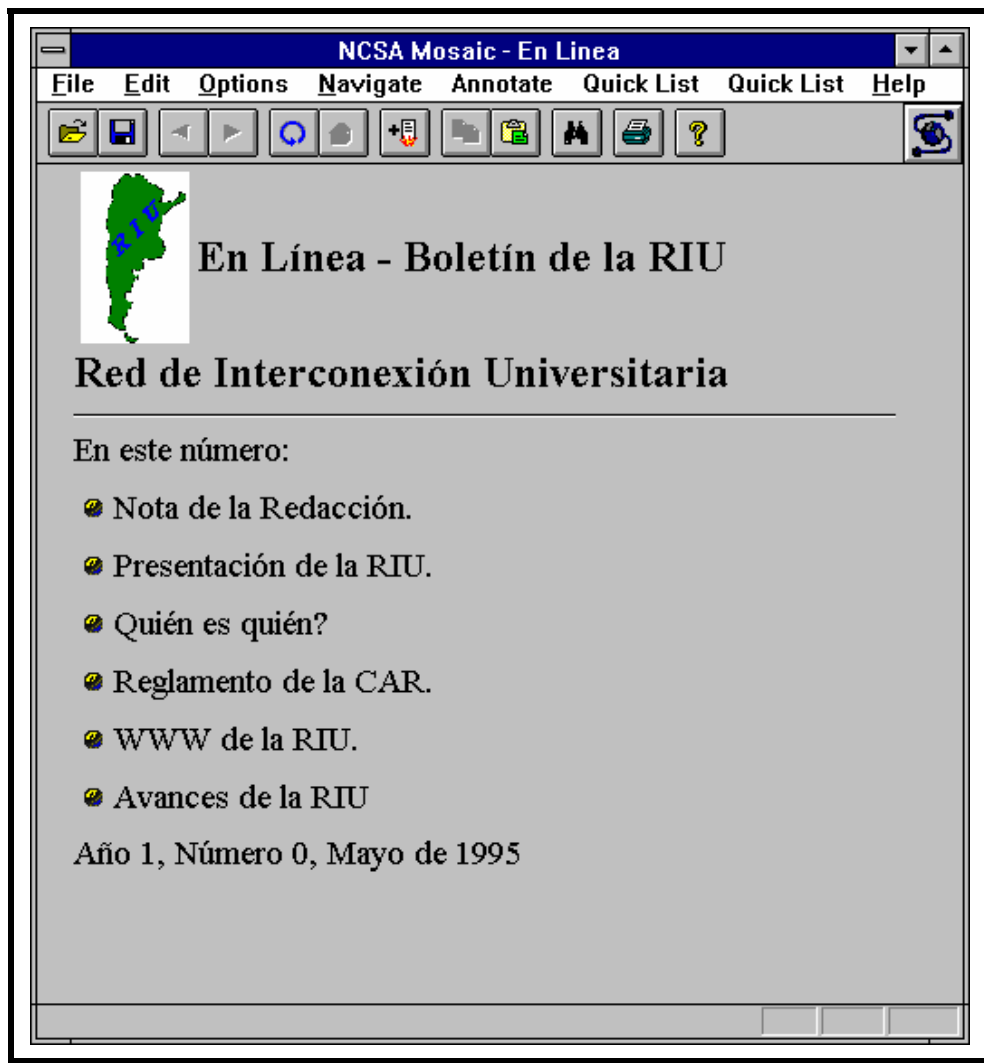 NCSA Mosaic - En Linea
File Edit Options Navigate Annotate Quick List Quick List Help
RIU
En Línea - Boletín de la RIU
Red de Interconexión Universitaria
En este número:
Nota de la Redacción.
Presentación de la RIU.
Quién es quién?
Reglamento de la CAR.
WWW de la RIU.
Avances de la RIU
Año 1, Número 0, Mayo de 1995